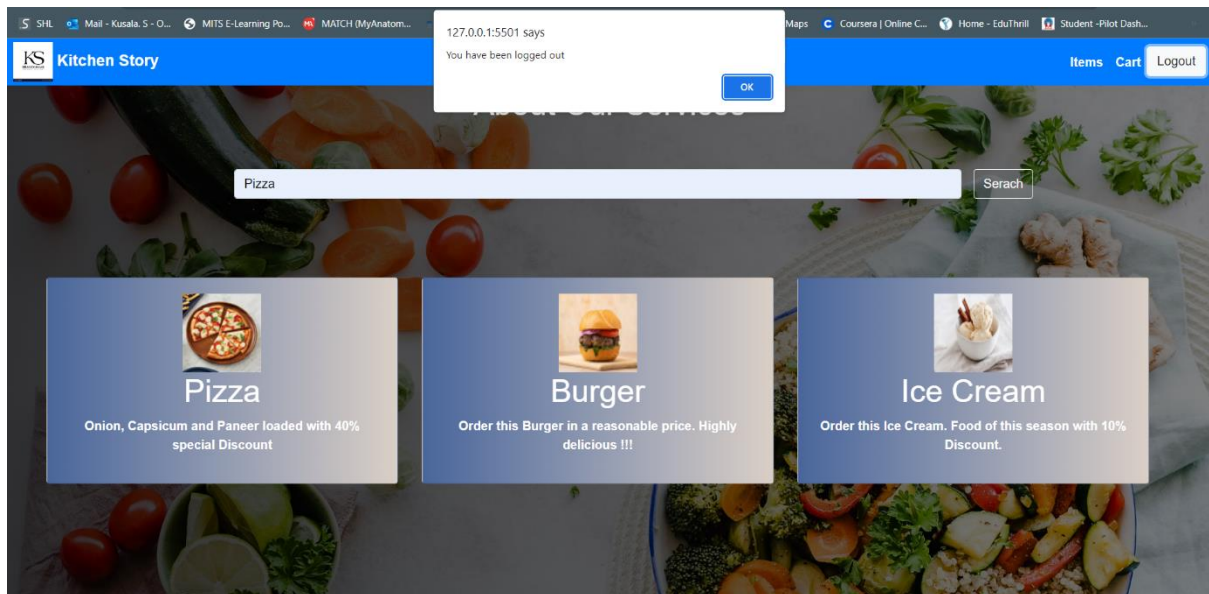 SHL Mail - Kusala. S - O... MITS E-Learning Po... MATCH (MyAnatom... Maps Coursera | Online C... Home - EduThrill Student -Pilot Dash...
127.0.0.1:5501 says
You have been logged out
OK
KS Kitchen Story Items Cart Logout
About Our Services
Pizza Serach
Pizza
Onion, Capsicum and Paneer loaded with 40%
special Discount
Burger
Order this Burger in a reasonable price. Highly
delicious !!!
Ice Cream
Order this Ice Cream. Food of this season with 10%
Discount.